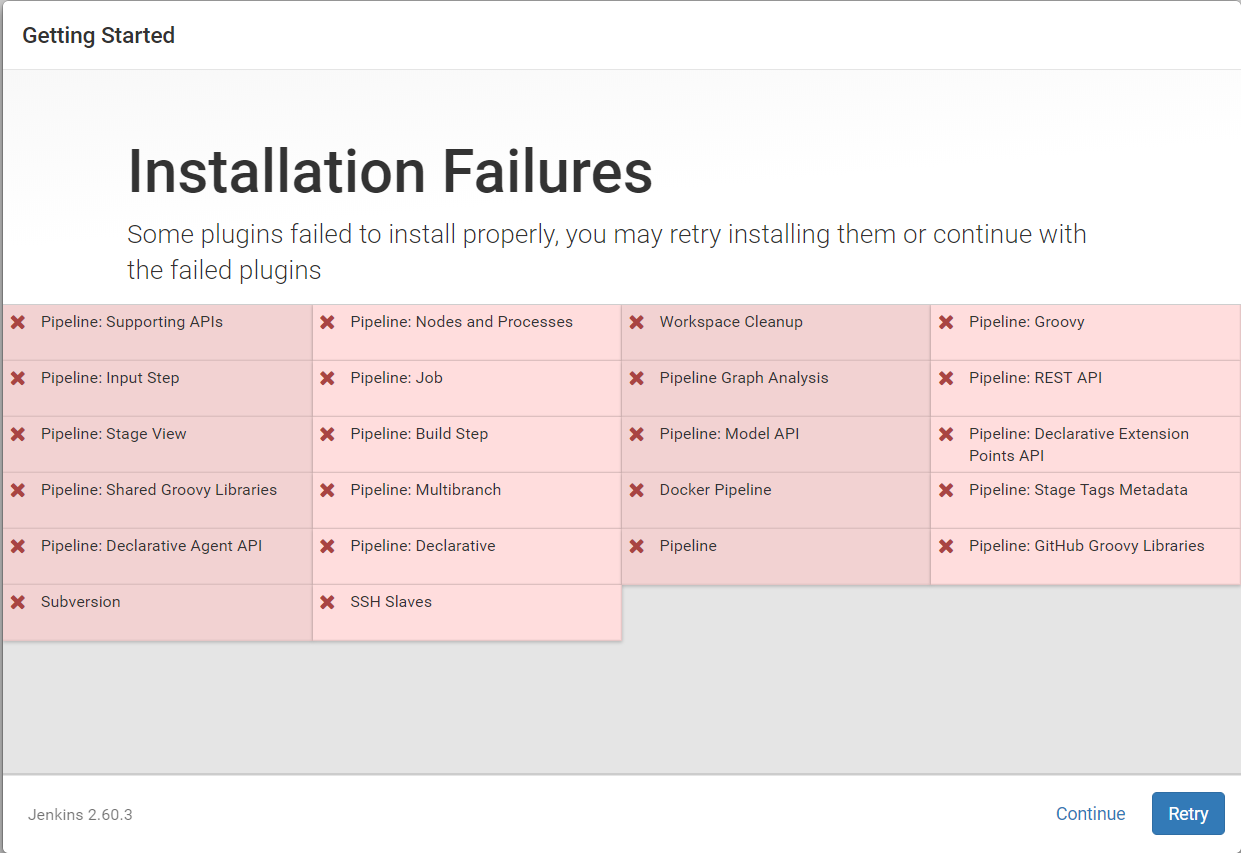 Getting Started
Installation Failures
Some plugins failed to install properly, you may retry installing them or continue with
the failed plugins
Pipeline: Supporting APIs
Pipeline: Nodes and Processes
Workspace Cleanup
Pipeline: Groovy
Pipeline: Input Step
Pipeline: Job
Pipeline Graph Analysis
Pipeline: REST API
Pipeline: Stage View
Pipeline: Build Step
Pipeline: Model API
Pipeline: Declarative Extension
Points API
Pipeline: Shared Groovy Libraries
Pipeline: Multibranch
Docker Pipeline
Pipeline: Stage Tags Metadata
Pipeline: Declarative Agent API
Pipeline: Declarative
Pipeline
Pipeline: GitHub Groovy Libraries
Subversion
SSH Slaves
Jenkins 2.60.3
Continue
Retry